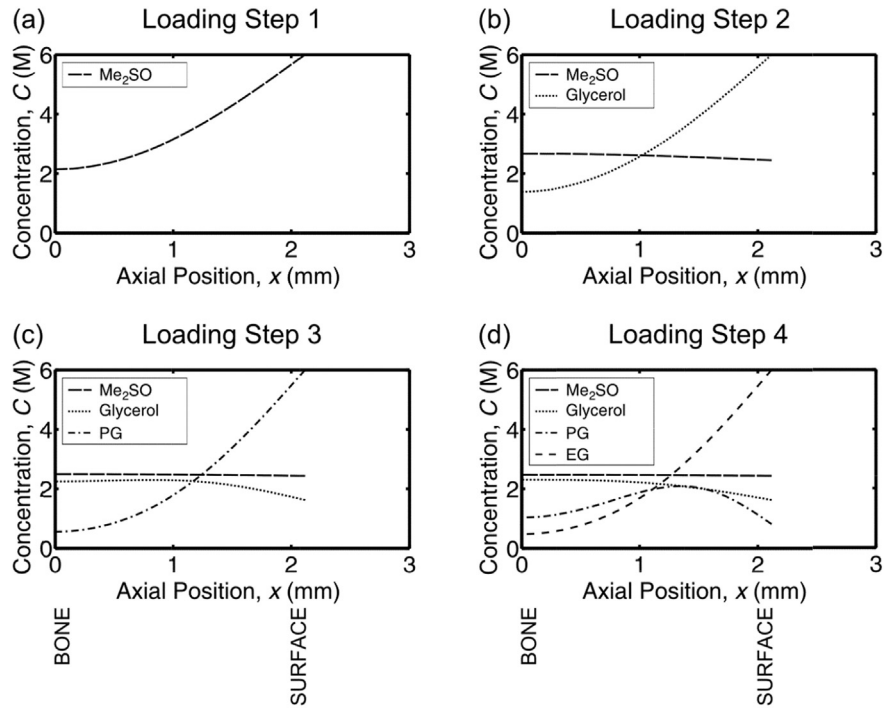 (a) Loading Step 1
Concentration, C (M)
6
4
2
0
Me₂SO
0 1 2 3
Axial Position, x (mm)
(b) Loading Step 2
Concentration, C (M)
6
4
2
0
Me₂SO
Glycerol
0 1 2 3
Axial Position, x (mm)
(c) Loading Step 3
Concentration, C (M)
6
4
2
0
Me₂SO
Glycerol
PG
0 1 2 3
Axial Position, x (mm)
BONE
SURFACE
(d) Loading Step 4
Concentration, C (M)
6
4
2
0
Me₂SO
Glycerol
PG
EG
0 1 2 3
Axial Position, x (mm)
BONE
SURFACE